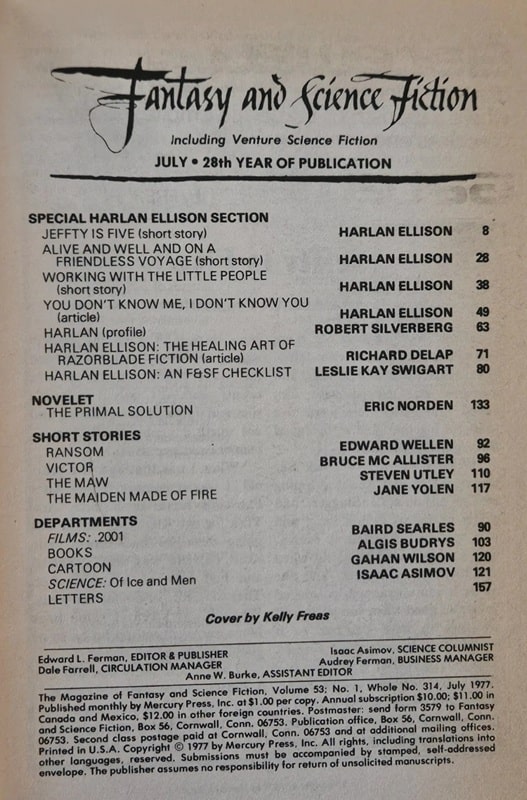 Fantasy and Science Fiction
Including Venture Science Fiction
JULY • 28th YEAR OF PUBLICATION
SPECIAL HARLAN ELLISON SECTION
JEFFTY IS FIVE (short story) HARLAN ELLISON 8
ALIVE AND WELL AND ON A
FRIENDLESS VOYAGE (short story) HARLAN ELLISON 28
WORKING WITH THE LITTLE PEOPLE
(short story) HARLAN ELLISON 38
YOU DON'T KNOW ME, I DON'T KNOW YOU
(article) HARLAN ELLISON 49
HARLAN (profile) ROBERT SILVERBERG 63
HARLAN ELLISON: THE HEALING ART OF
RAZORBLADE FICTION (article) RICHARD DELAP 71
HARLAN ELLISON: AN F&SF CHECKLIST LESLIE KAY SWIGART 80
NOVELET
THE PRIMAL SOLUTION ERIC NORDEN 133
SHORT STORIES
RANSOM EDWARD WELLEN 92
VICTOR BRUCE MC ALLISTER 96
THE MAW STEVEN UTLEY 110
THE MAIDEN MADE OF FIRE JANE YOLEN 117
DEPARTMENTS
FILMS: .2001 BAIRD SEARLES 90
BOOKS ALGIS BUDRYS 103
CARTOON GAHAN WILSON 120
SCIENCE: Of Ice and Men ISAAC ASIMOV 121
LETTERS 157
Cover by Kelly Freas
Edward L. Ferman, EDITOR & PUBLISHER Isaac Asimov, SCIENCE COLUMNIST
Dale Farrell, CIRCULATION MANAGER Audrey Ferman, BUSINESS MANAGER
Anne W. Burke, ASSISTANT EDITOR
The Magazine of Fantasy and Science Fiction, Volume 53; No. 1, Whole No. 314, July 1977.
Published monthly by Mercury Press, Inc. at $1.00 per copy. Annual subscription $10.00; $11.00 in
Canada and Mexico, $12.00 in other foreign countries. Postmaster: send form 3579 to Fantasy
and Science Fiction, Box 56, Cornwall, Conn. 06753. Publication office, Box 56, Cornwall, Conn.
06753. Second class postage paid at Cornwall, Conn. 06753 and at additional mailing offices.
Printed in U.S.A. Copyright © 1977 by Mercury Press, Inc. All rights, including translations into
other languages, reserved. Submissions must be accompanied by stamped, self-addressed
envelope. The publisher assumes no responsibility for return of unsolicited manuscripts.